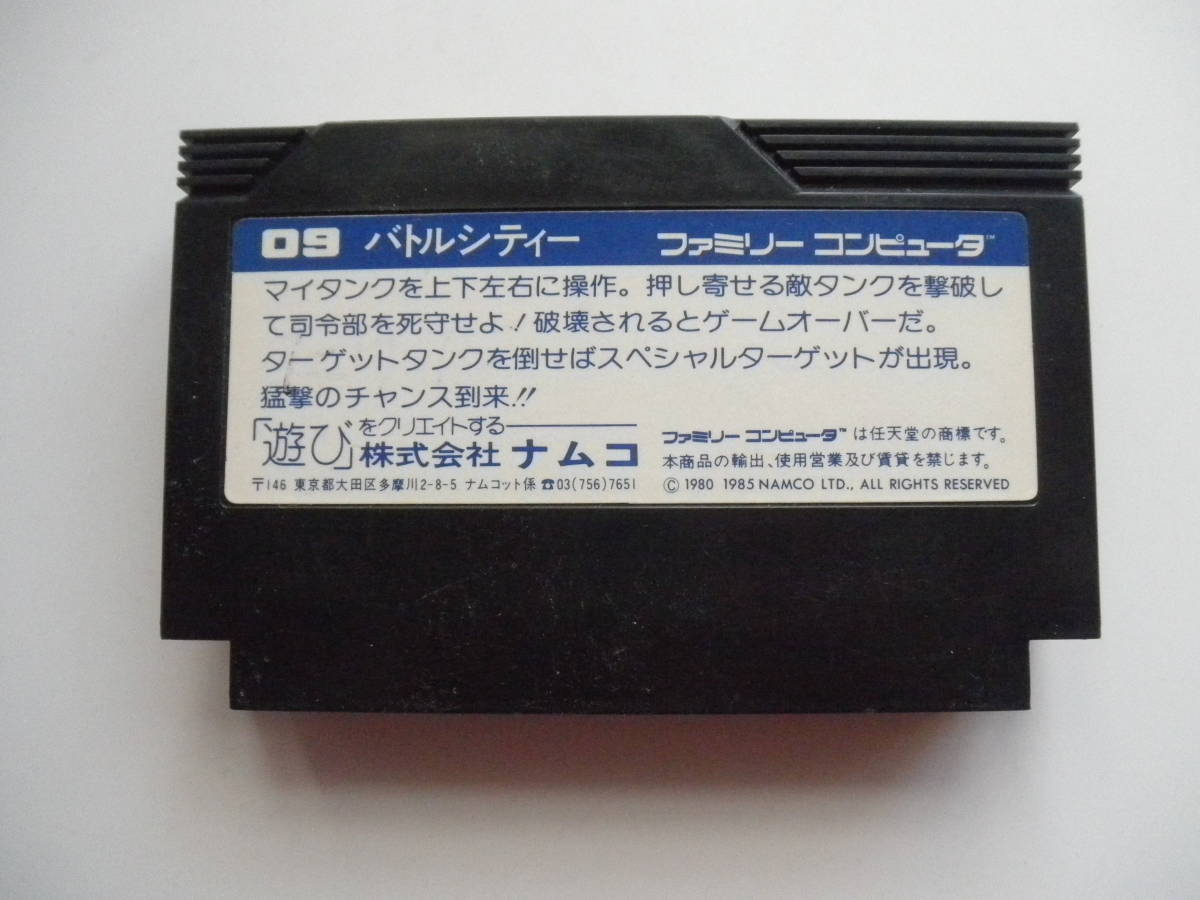 09 バトルシティー ファミリー コンピュータ™
マイタンクを上下左右に操作。押し寄せる敵タンクを撃破し
て司令部を死守せよ!破壊されるとゲームオーバーだ。
ターゲットタンクを倒せばスペシャルターゲットが出現。
猛撃のチャンス到来!!
「遊び」をクリエイトする
株式会社 ナムコ
〒146 東京都大田区多摩川2-8-5 ナムコット係 ☎03(756)7651
ファミリー コンピュータ™ は任天堂の商標です。
本商品の輸出、使用営業及び賃貸を禁じます。
© 1980 1985 NAMCO LTD., ALL RIGHTS RESERVED